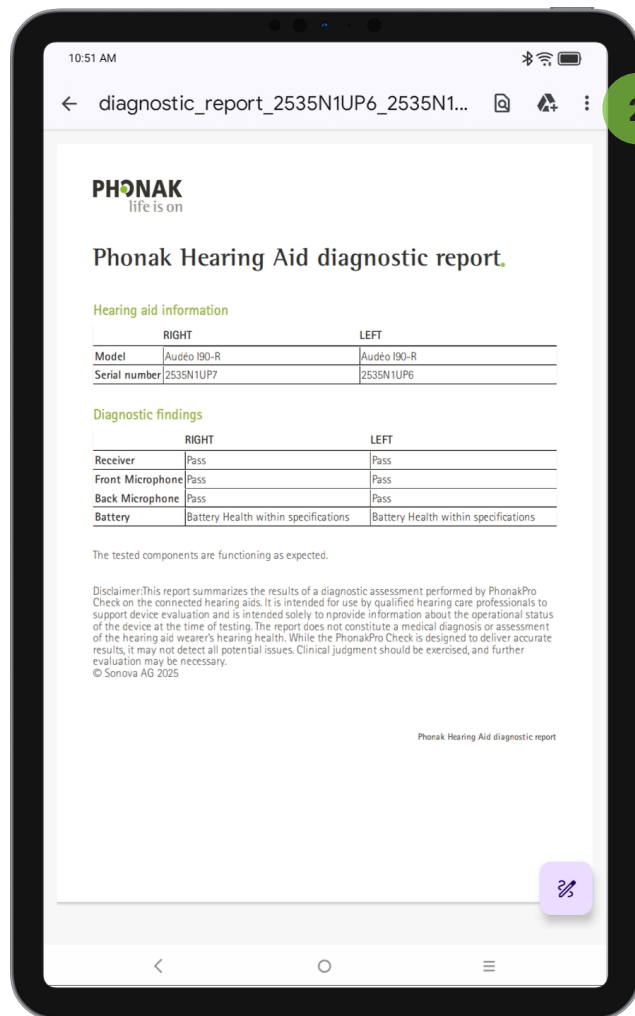 10:51 AM
diagnostic_report_2535N1UP6_2535N1...
2
PHONAK
life is on
Phonak Hearing Aid diagnostic report.
Hearing aid information
RIGHT LEFT
Model Audéo I90-R Audéo I90-R
Serial number 2535N1UP7 2535N1UP6
Diagnostic findings
RIGHT LEFT
Receiver Pass Pass
Front Microphone Pass Pass
Back Microphone Pass Pass
Battery Battery Health within specifications Battery Health within specifications
The tested components are functioning as expected.
Disclaimer:This report summarizes the results of a diagnostic assessment performed by PhonakPro
Check on the connected hearing aids. It is intended for use by qualified hearing care professionals to
support device evaluation and is intended solely to nprovide information about the operational status
of the device at the time of testing. The report does not constitute a medical diagnosis or assessment
of the hearing aid wearer's hearing health. While the PhonakPro Check is designed to deliver accurate
results, it may not detect all potential issues. Clinical judgment should be exercised, and further
evaluation may be necessary.
© Sonova AG 2025
Phonak Hearing Aid diagnostic report